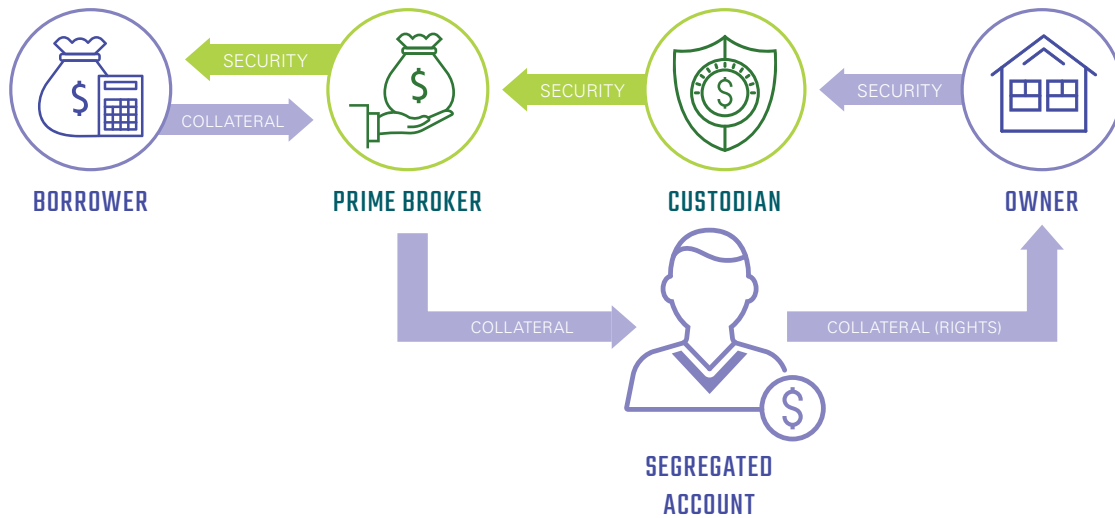 SECURITY
SECURITY
SECURITY
COLLATERAL
BORROWER
PRIME BROKER
CUSTODIAN
OWNER
COLLATERAL
COLLATERAL (RIGHTS)
SEGREGATED
ACCOUNT
$
$
$
$